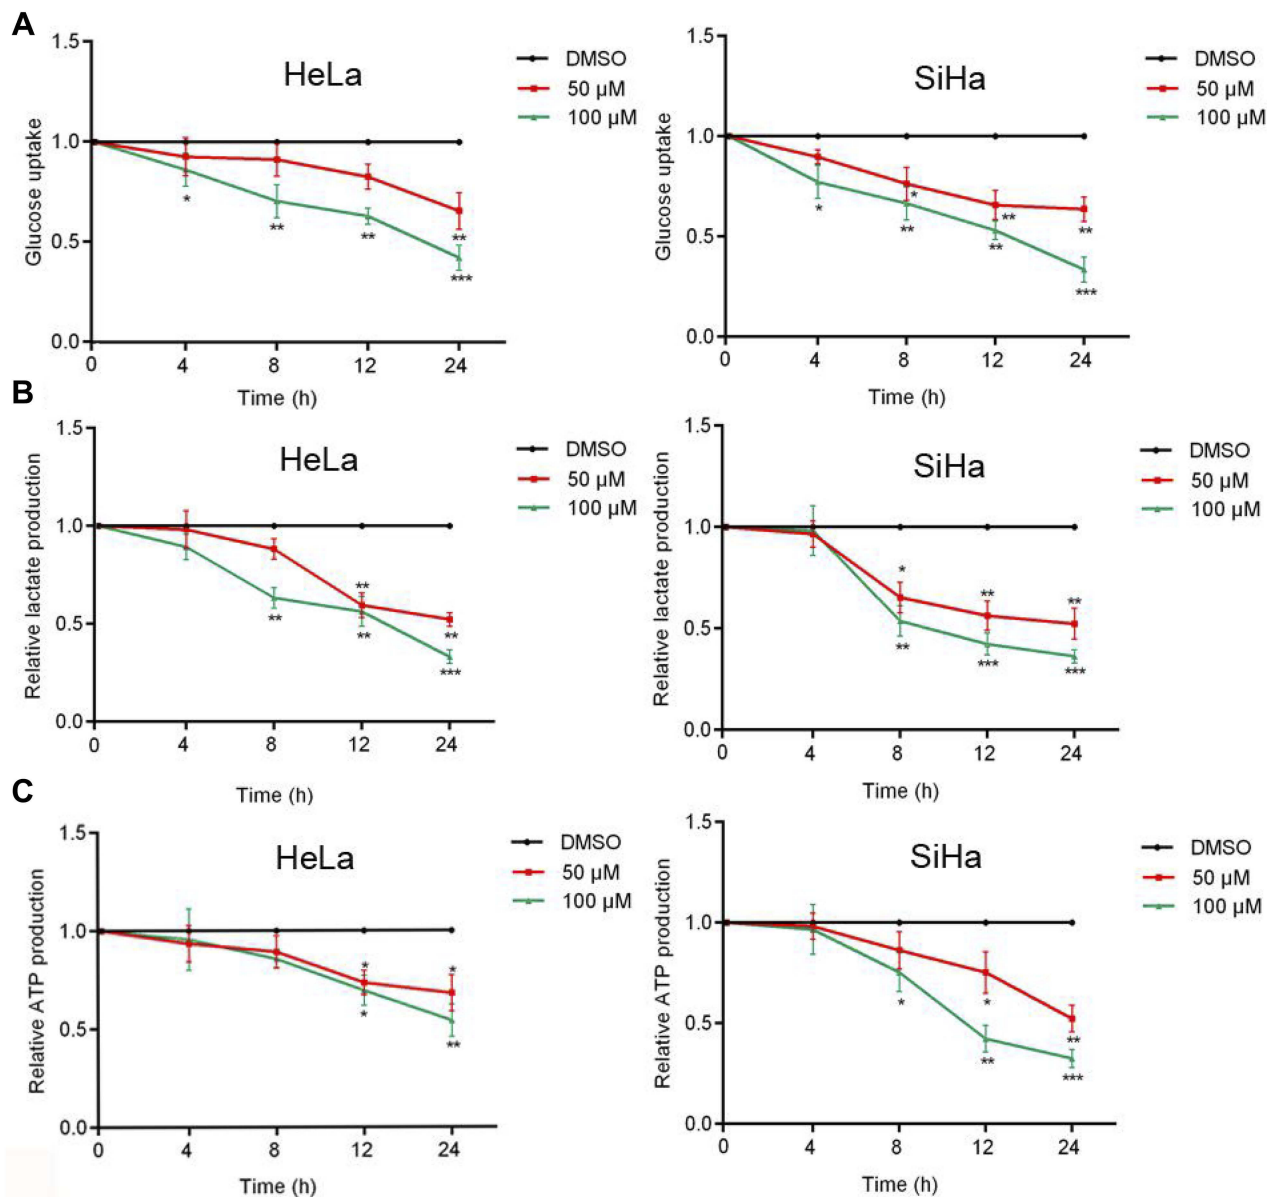 A
HeLa
DMSO
50 µM
100 µM
Glucose uptake
1.5
1.0
0.5
0.0
*
**
**
**
***
0 4 8 12 24
Time (h)
SiHa
DMSO
50 µM
100 µM
Glucose uptake
1.5
1.0
0.5
0.0
*
*
**
**
**
**
***
0 4 8 12 24
Time (h)
B
HeLa
DMSO
50 µM
100 µM
Relative lactate production
1.5
1.0
0.5
0.0
**
**
**
**
***
0 4 8 12 24
Time (h)
SiHa
DMSO
50 µM
100 µM
Relative lactate production
1.5
1.0
0.5
0.0
*
**
**
**
***
***
0 4 8 12 24
Time (h)
C
HeLa
DMSO
50 µM
100 µM
Relative ATP production
1.5
1.0
0.5
0.0
*
*
*
**
0 4 8 12 24
Time (h)
SiHa
DMSO
50 µM
100 µM
Relative ATP production
1.5
1.0
0.5
0.0
*
*
**
**
***
0 4 8 12 24
Time (h)